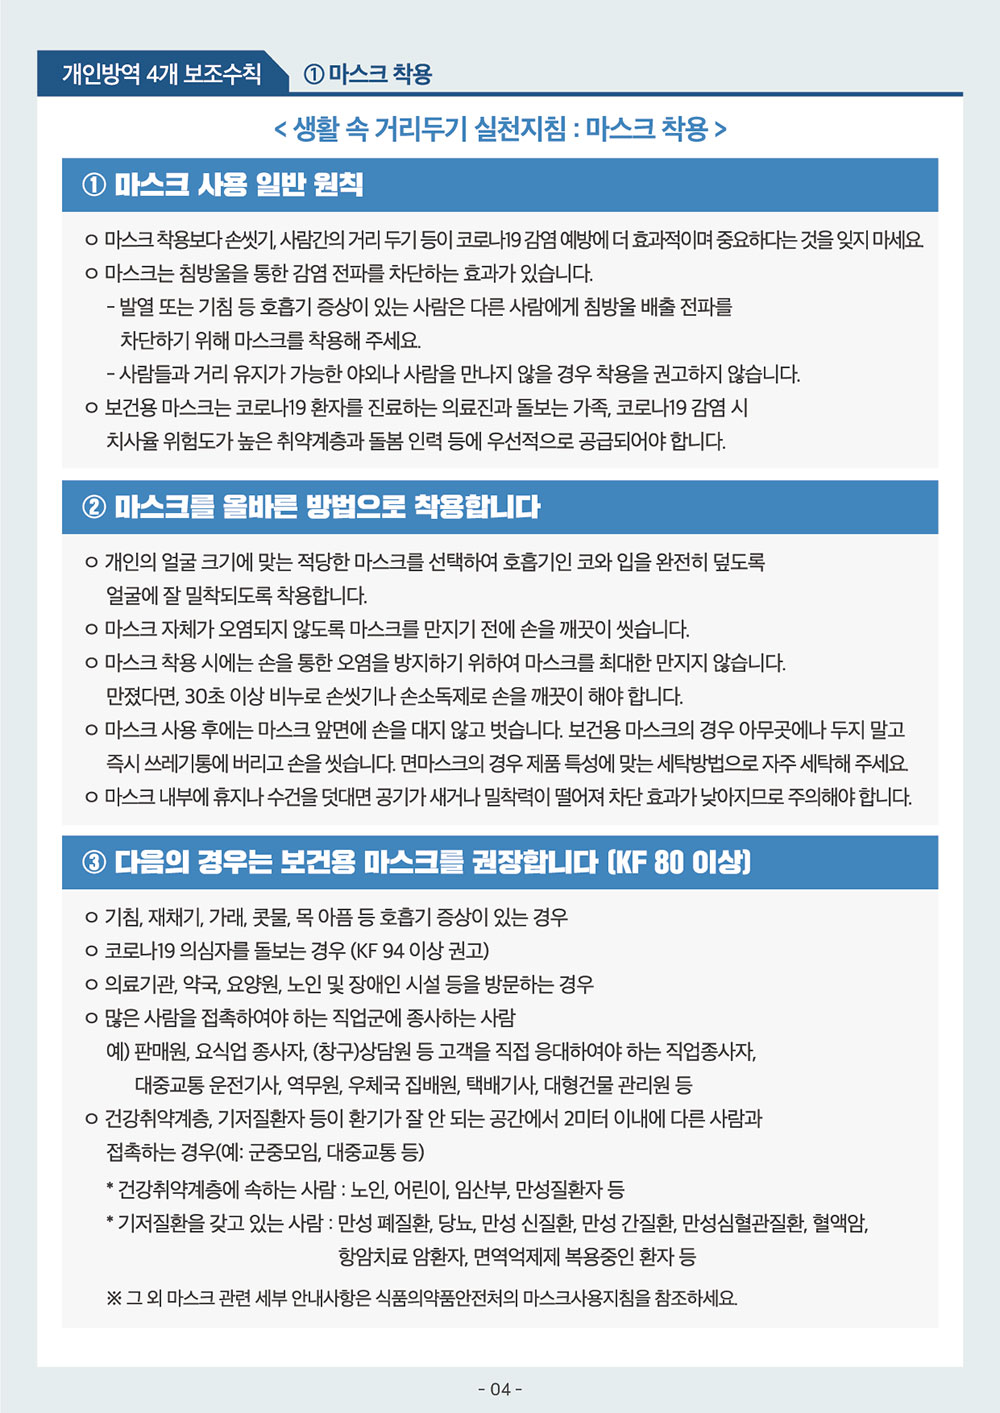 개인방역 4개 보조수칙
① 마스크 착용
< 생활 속 거리두기 실천지침 : 마스크 착용 >
① 마스크 사용 일반 원칙
ㅇ 마스크 착용보다 손씻기, 사람간의 거리 두기 등이 코로나19 감염 예방에 더 효과적이며 중요하다는 것을 잊지 마세요.
ㅇ 마스크는 침방울을 통한 감염 전파를 차단하는 효과가 있습니다.
- 발열 또는 기침 등 호흡기 증상이 있는 사람은 다른 사람에게 침방울 배출 전파를
차단하기 위해 마스크를 착용해 주세요.
- 사람들과 거리 유지가 가능한 야외나 사람을 만나지 않을 경우 착용을 권고하지 않습니다.
ㅇ 보건용 마스크는 코로나19 환자를 진료하는 의료진과 돌보는 가족, 코로나19 감염 시
치사율 위험도가 높은 취약계층과 돌봄 인력 등에 우선적으로 공급되어야 합니다.
② 마스크를 올바른 방법으로 착용합니다
ㅇ 개인의 얼굴 크기에 맞는 적당한 마스크를 선택하여 호흡기인 코와 입을 완전히 덮도록
얼굴에 잘 밀착되도록 착용합니다.
ㅇ 마스크 자체가 오염되지 않도록 마스크를 만지기 전에 손을 깨끗이 씻습니다.
ㅇ 마스크 착용 시에는 손을 통한 오염을 방지하기 위하여 마스크를 최대한 만지지 않습니다.
만졌다면, 30초 이상 비누로 손씻기나 손소독제로 손을 깨끗이 해야 합니다.
ㅇ 마스크 사용 후에는 마스크 앞면에 손을 대지 않고 벗습니다. 보건용 마스크의 경우 아무곳에나 두지 말고
즉시 쓰레기통에 버리고 손을 씻습니다. 면마스크의 경우 제품 특성에 맞는 세탁방법으로 자주 세탁해 주세요.
ㅇ 마스크 내부에 휴지나 수건을 덧대면 공기가 새거나 밀착력이 떨어져 차단 효과가 낮아지므로 주의해야 합니다.
③ 다음의 경우는 보건용 마스크를 권장합니다 (KF 80 이상)
ㅇ 기침, 재채기, 가래, 콧물, 목 아픔 등 호흡기 증상이 있는 경우
ㅇ 코로나19 의심자를 돌보는 경우 (KF 94 이상 권고)
ㅇ 의료기관, 약국, 요양원, 노인 및 장애인 시설 등을 방문하는 경우
ㅇ 많은 사람을 접촉하여야 하는 직업군에 종사하는 사람
예) 판매원, 요식업 종사자, (창구)상담원 등 고객을 직접 응대하여야 하는 직업종사자,
대중교통 운전기사, 역무원, 우체국 집배원, 택배기사, 대형건물 관리원 등
ㅇ 건강취약계층, 기저질환자 등이 환기가 잘 안 되는 공간에서 2미터 이내에 다른 사람과
접촉하는 경우(예: 군중모임, 대중교통 등)
* 건강취약계층에 속하는 사람 : 노인, 어린이, 임산부, 만성질환자 등
* 기저질환을 갖고 있는 사람 : 만성 폐질환, 당뇨, 만성 신질환, 만성 간질환, 만성심혈관질환, 혈액암,
항암치료 암환자, 면역억제제 복용중인 환자 등
※ 그 외 마스크 관련 세부 안내사항은 식품의약품안전처의 마스크사용지침을 참조하세요.
- 04 -